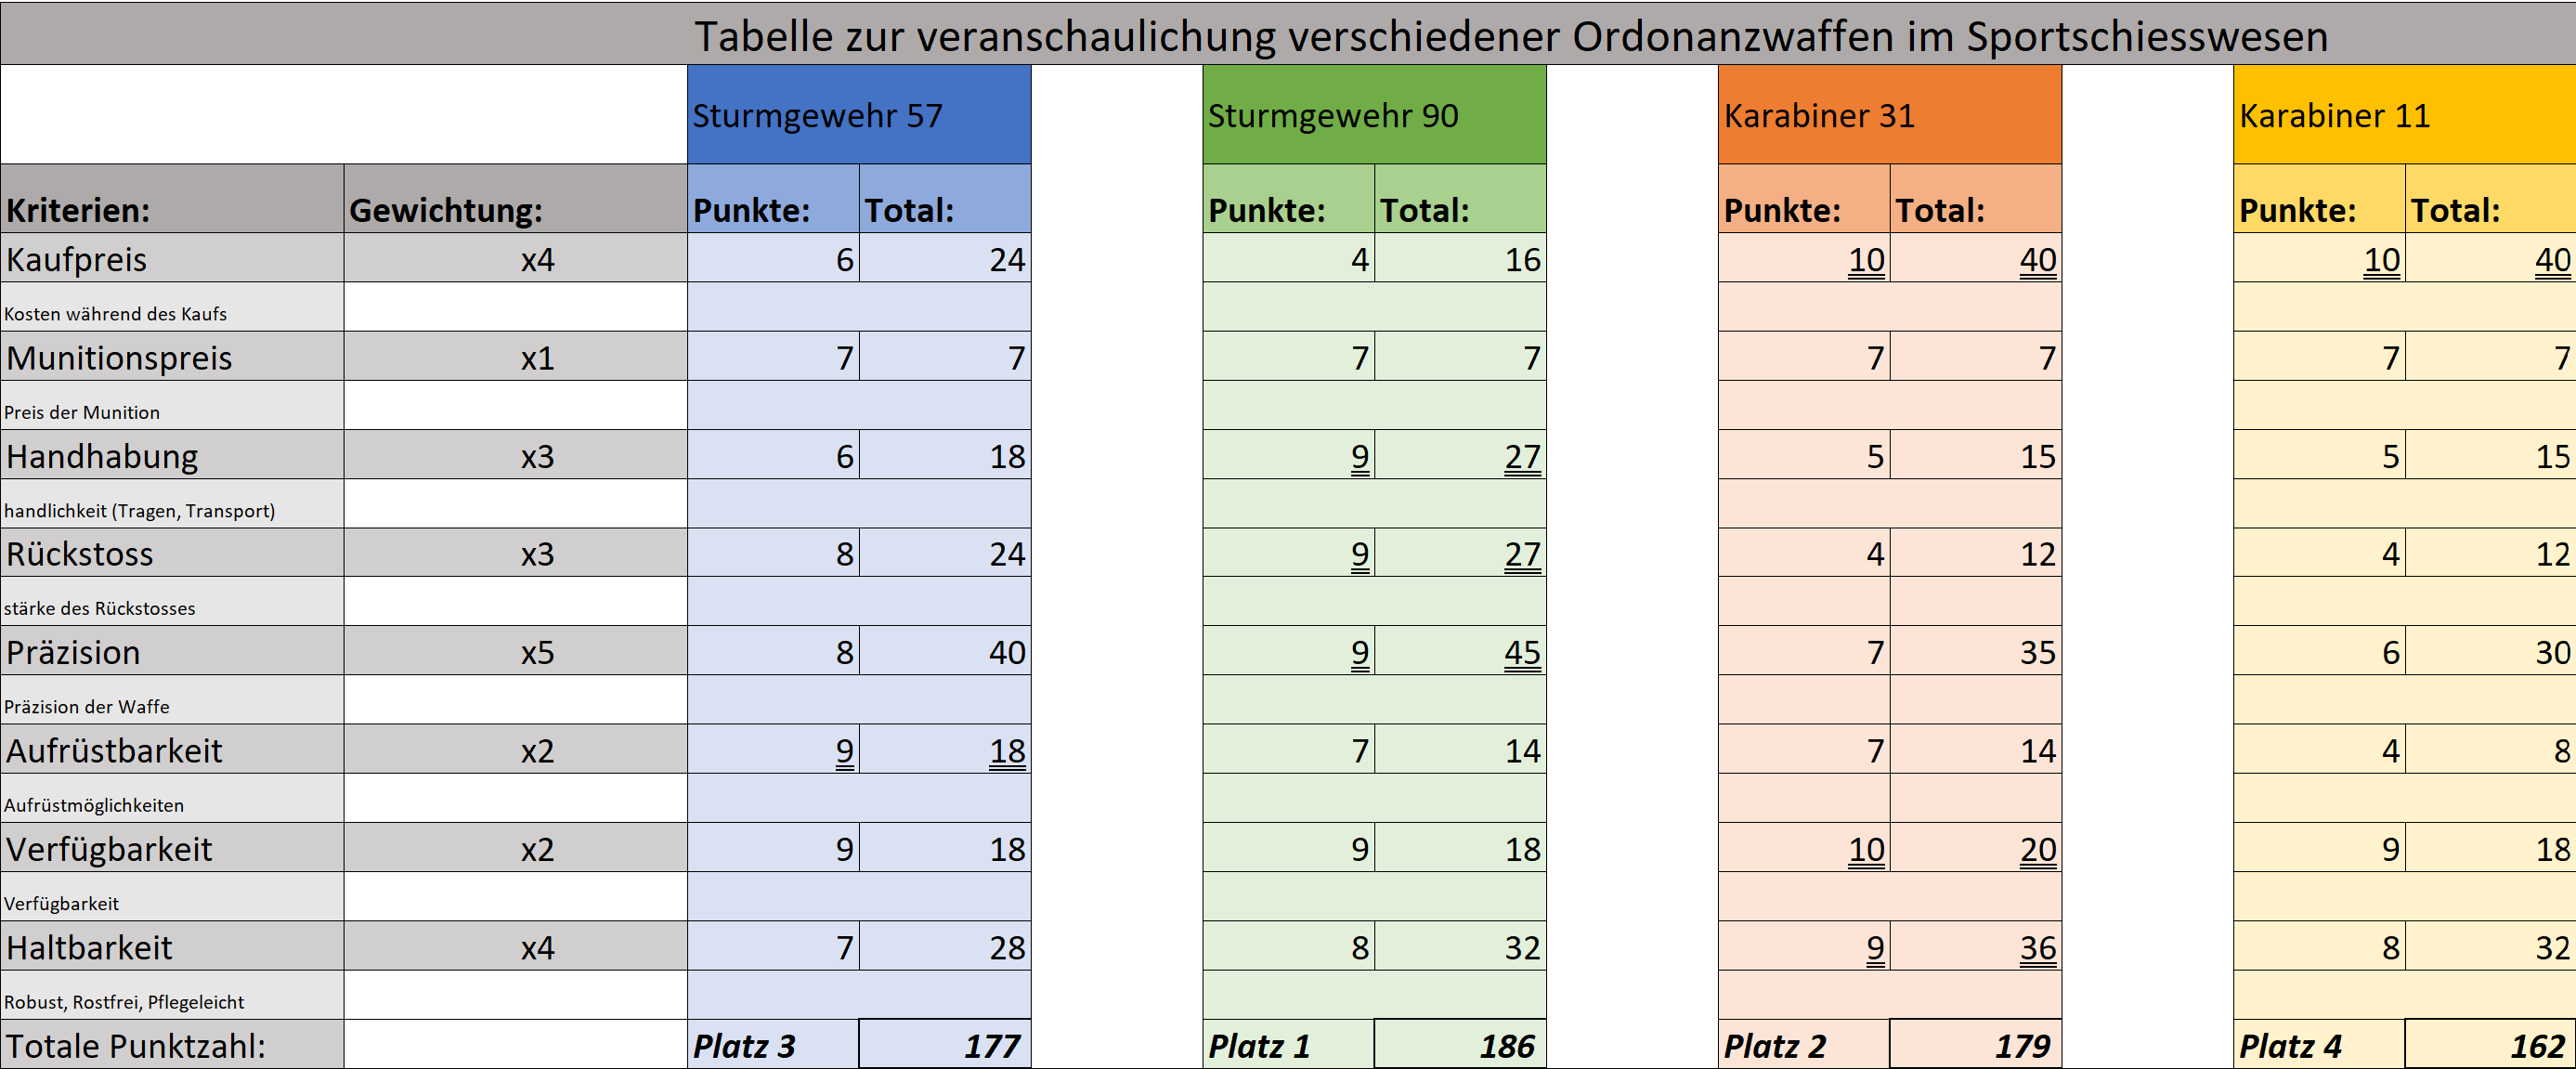 Tabelle zur veranschaulichung verschiedener Ordonanzwaffen im Sportschiesswesen
Sturmgewehr 57 Sturmgewehr 90 Karabiner 31 Karabiner 11
Kriterien: Gewichtung: Punkte: Total: Punkte: Total: Punkte: Total: Punkte: Total:
Kaufpreis x4 6 24 4 16 10 40 10 40
Kosten während des Kaufs
Munitionspreis x1 7 7 7 7 7 7 7 7
Preis der Munition
Handhabung x3 6 18 9 27 5 15 5 15
handlichkeit (Tragen, Transport)
Rückstoss x3 8 24 9 27 4 12 4 12
stärke des Rückstosses
Präzision x5 8 40 9 45 7 35 6 30
Präzision der Waffe
Aufrüstbarkeit x2 9 18 7 14 7 14 4 8
Aufrüstmöglichkeiten
Verfügbarkeit x2 9 18 9 18 10 20 9 18
Verfügbarkeit
Haltbarkeit x4 7 28 8 32 9 36 8 32
Robust, Rostfrei, Pflegeleicht
Totale Punktzahl: Platz 3 177 Platz 1 186 Platz 2 179 Platz 4 162